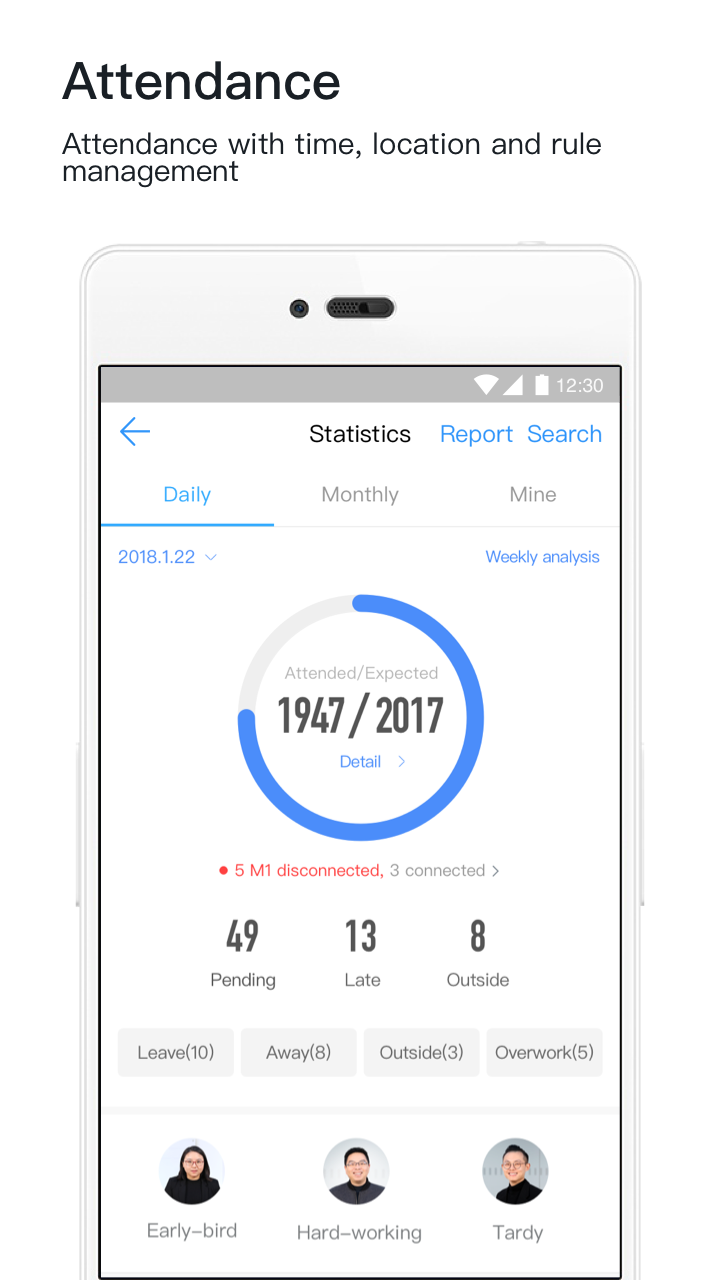 Attendance
Attendance with time, location and rule
management
12:30
Statistics Report Search
Daily Monthly Mine
2018.1.22 Weekly analysis
Attended/Expected
1947/2017
Detail >
5 M1 disconnected, 3 connected >
49 13 8
Pending Late Outside
Leave(10) Away(8) Outside(3) Overwork(5)
Early-bird Hard-working Tardy